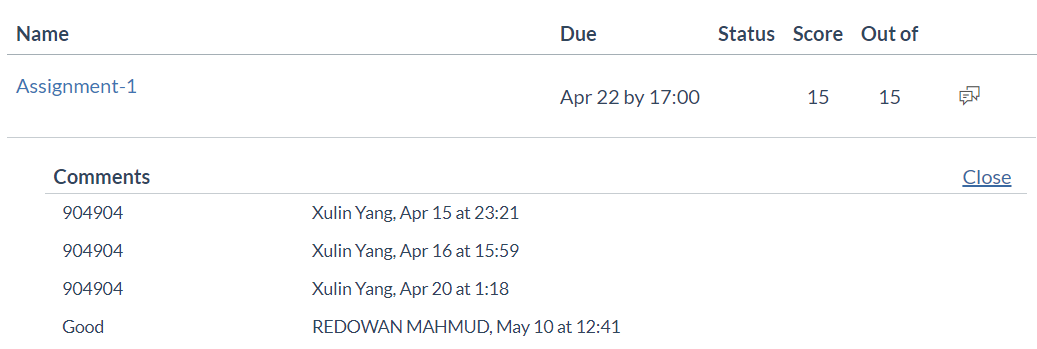 Name Due Status Score Out of
Assignment-1
Apr 22 by 17:00 15 15
Comments Close
904904 Xulin Yang, Apr 15 at 23:21
904904 Xulin Yang, Apr 16 at 15:59
904904 Xulin Yang, Apr 20 at 1:18
Good REDOWAN MAHMUD, May 10 at 12:41